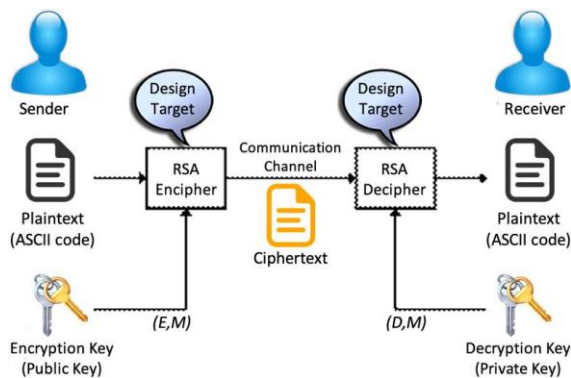 Design
Target
Design
Target
Sender
Receiver
Communication
Channel
RSA
Encipher
RSA
Decipher
Plaintext
(ASCII code)
Ciphertext
Plaintext
(ASCII code)
(E,M)
(D,M)
Encryption Key
(Public Key)
Decryption Key
(Private Key)